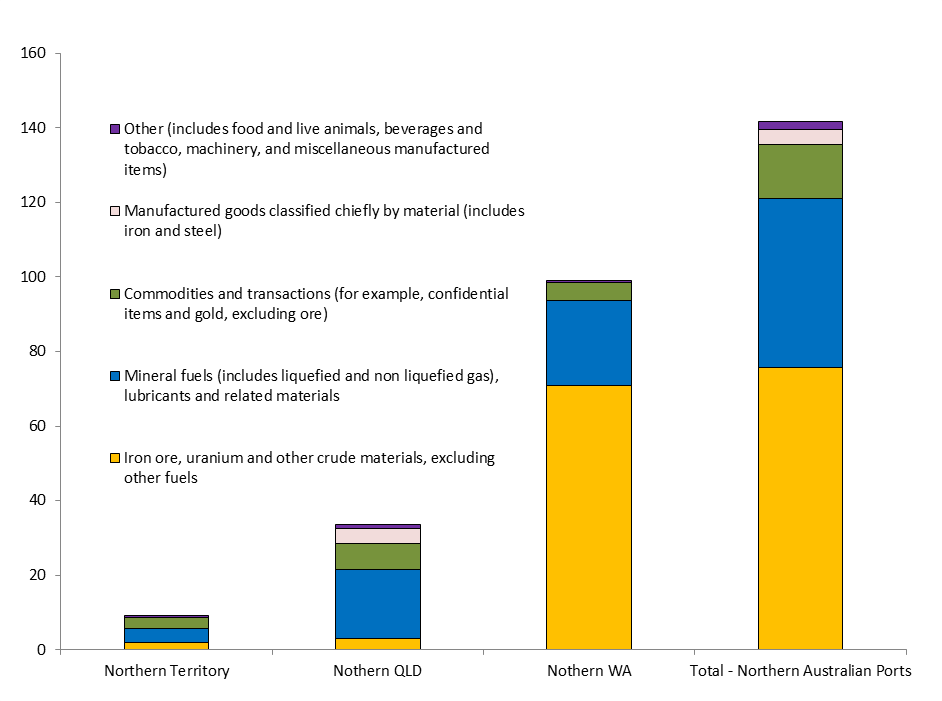 160
140
120
100
80
60
40
20
0
Other (includes food and live animals, beverages and
tobacco, machinery, and miscellaneous manufactured
items)
Manufactured goods classified chiefly by material (includes
iron and steel)
Commodities and transactions (for example, confidential
items and gold, excluding ore)
Mineral fuels (includes liquefied and non liquefied gas),
lubricants and related materials
Iron ore, uranium and other crude materials, excluding
other fuels
Northern Territory
Nothern QLD
Nothern WA
Total - Northern Australian Ports